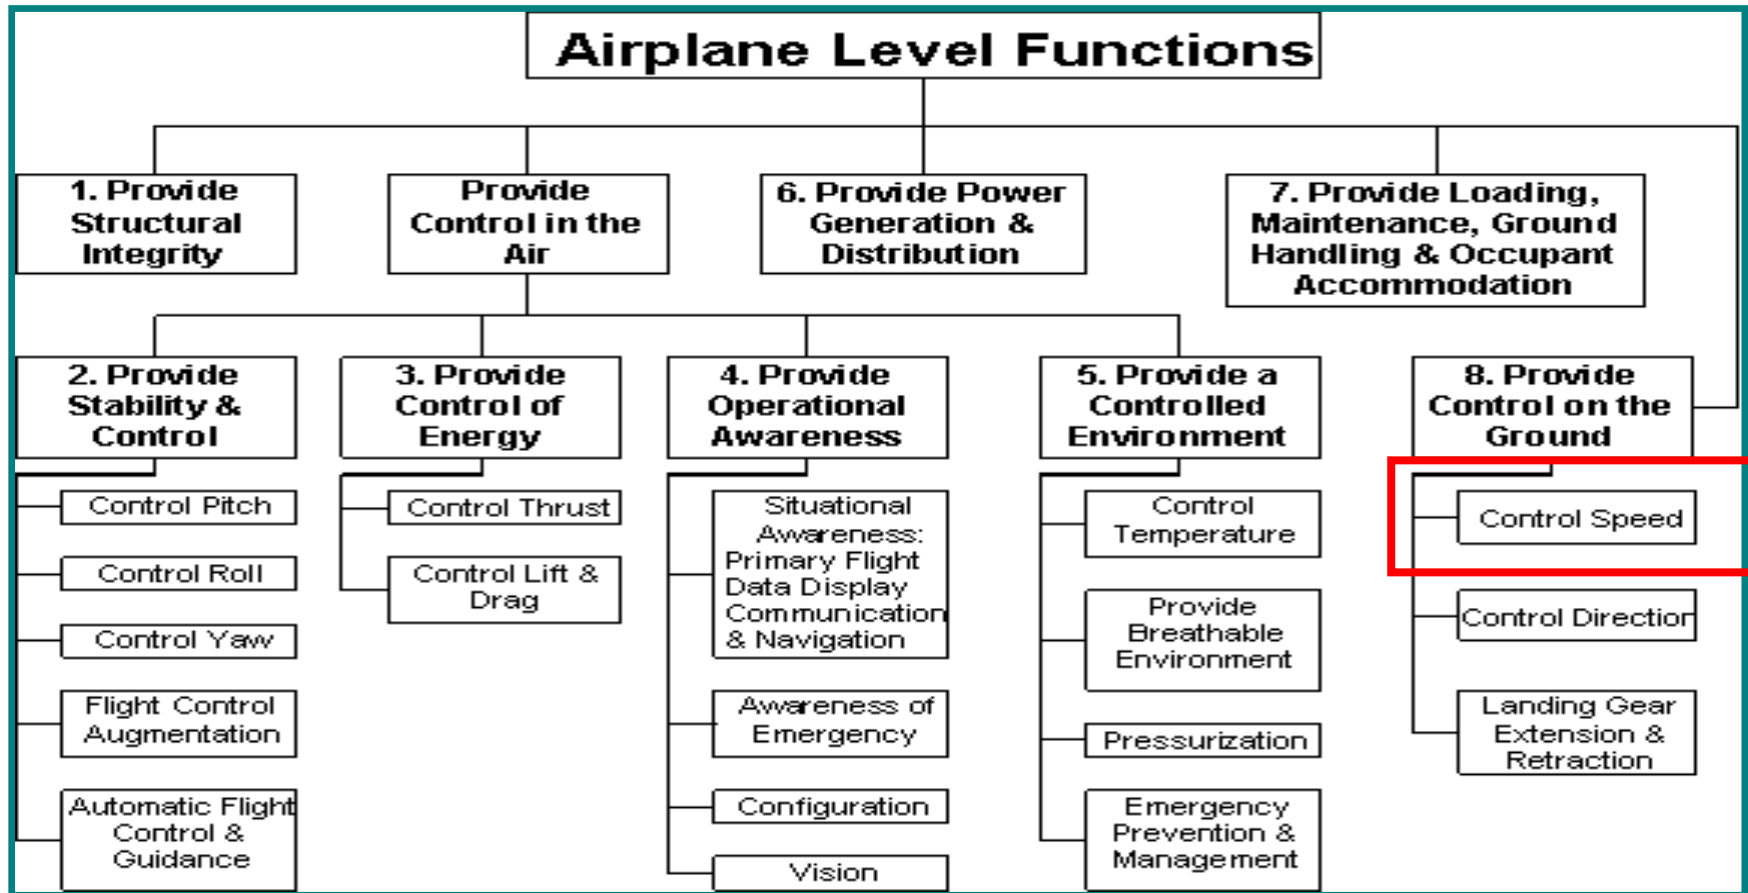 Airplane Level Functions
1. Provide
Structural
Integrity
Provide
Control in the
Air
6. Provide Power
Generation &
Distribution
7. Provide Loading,
Maintenance, Ground
Handling & Occupant
Accommodation
2. Provide
Stability &
Control
3. Provide
Control of
Energy
4. Provide
Operational
Awareness
5. Provide a
Controlled
Environment
8. Provide
Control on the
Ground
Control Pitch
Control Roll
Control Yaw
Flight Control
Augmentation
Automatic Flight
Control &
Guidance
Control Thrust
Control Lift &
Drag
Situational
Awareness:
Primary Flight
Data Display
Communication
& Navigation
Awareness of
Emergency
Configuration
Vision
Control
Temperature
Provide
Breathable
Environment
Pressurization
Emergency
Prevention &
Management
Control Speed
Control Direction
Landing Gear
Extension &
Retraction